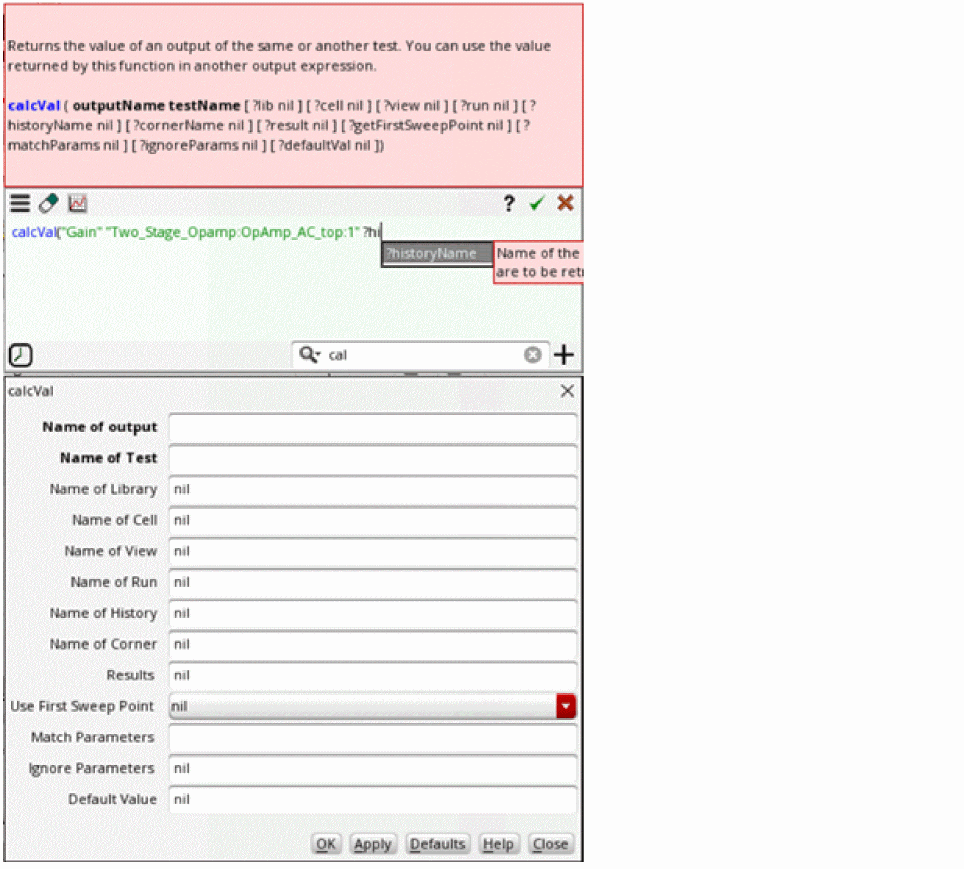 Returns the value of an output of the same or another test. You can use the value
returned by this function in another output expression.
calcVal ( outputName testName [ ?lib nil ] [ ?cell nil ] [ ?view nil ] [ ?run nil ] [ ?
historyName nil ] [ ?cornerName nil ] [ ?result nil ] [ ?getFirstSweepPoint nil ] [ ?
matchParams nil ] [ ?ignoreParams nil ] [ ?defaultVal nil ])
?
calcVal("Gain" "Two_Stage_Opamp:OpAmp_AC_top:1" ?hi
?historyName
Name of the
are to be ret
cal
calcVal
Name of output
Name of Test
Name of Library nil
Name of Cell nil
Name of View nil
Name of Run nil
Name of History nil
Name of Corner nil
Results nil
Use First Sweep Point nil
Match Parameters
Ignore Parameters nil
Default Value nil
OK Apply Defaults Help Close